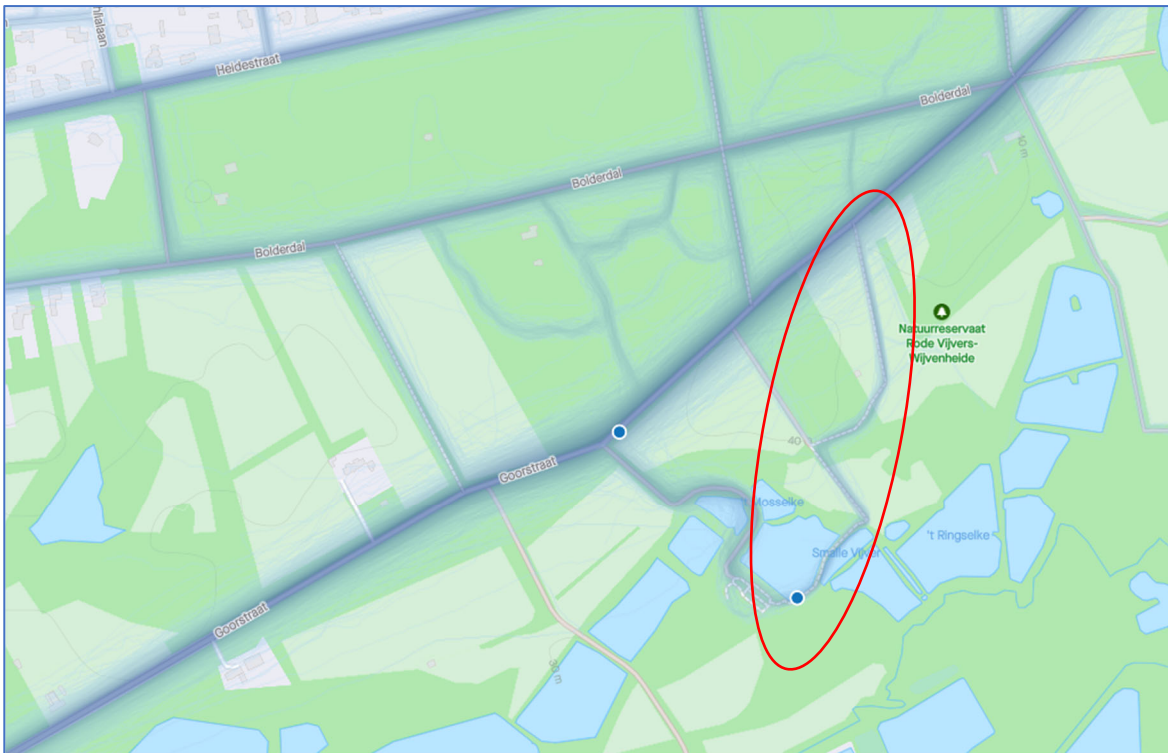 Heidestraat
Bolderdal
Bolderdal
Bolderdal
10 m
Natuurreservaat
Rode Vijvers-
Wijvenheide
40
Goorstraat
't Mosselke
't Ringselke
Smalle Vijver
Goorstraat
30 m